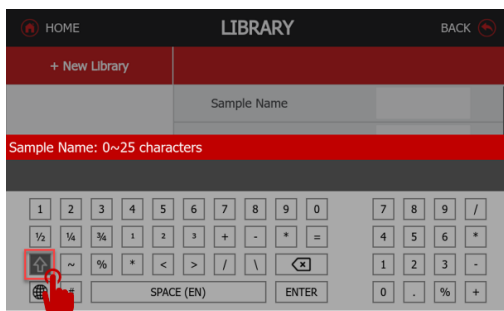 HOME LIBRARY BACK
+ New Library
Sample Name
Sample Name: 0~25 characters
1 2 3 4 5 6 7 8 9 0 7 8 9 /
½ ¼ ¾ ¹ ² ³ + - * = 4 5 6 *
~ % * < > / \ 1 2 3 -
# SPACE (EN) ENTER 0 . % +